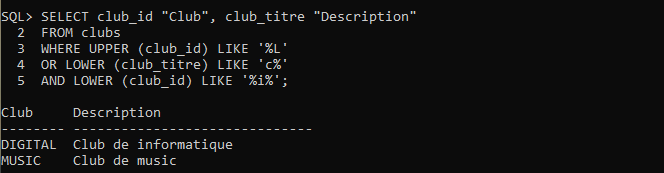 SQL> SELECT club_id "Club", club_titre "Description"
  2  FROM clubs
  3  WHERE UPPER (club_id) LIKE '%L'
  4  OR LOWER (club_titre) LIKE 'c%'
  5  AND LOWER (club_id) LIKE '%i%';

Club     Description
-------- ------------------------------
DIGITAL  Club de informatique
MUSIC    Club de music